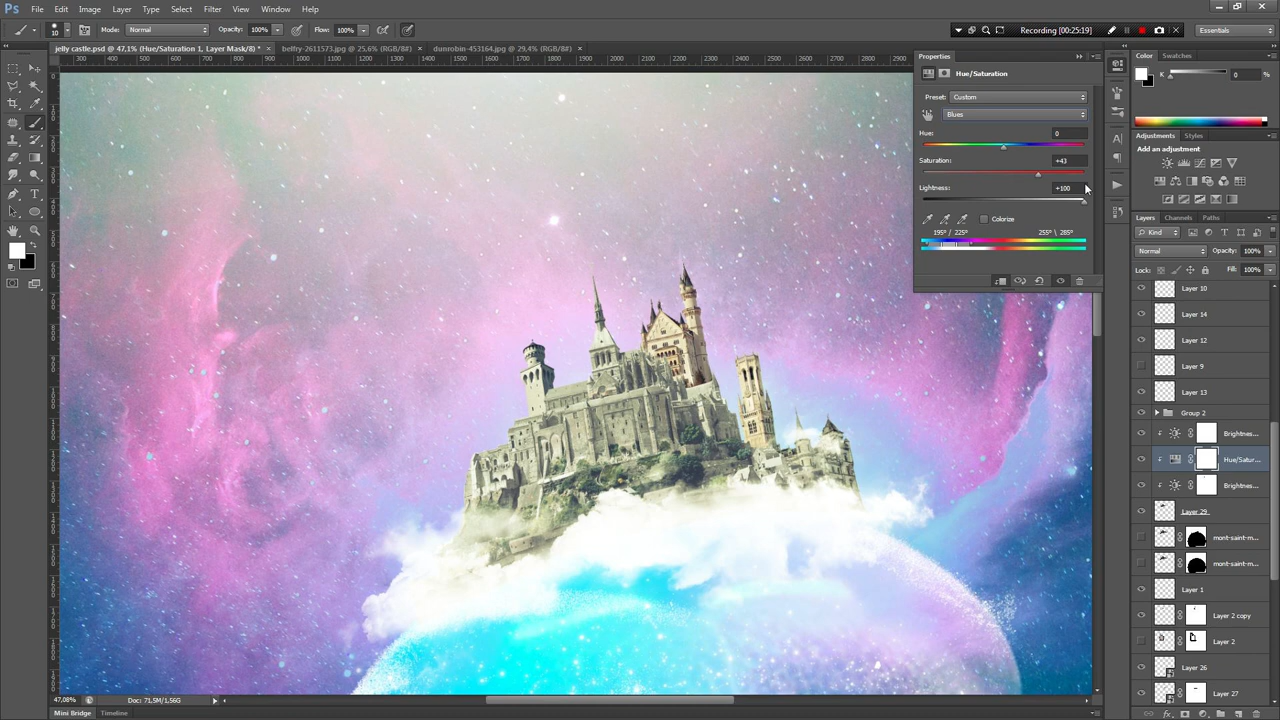 Ps File Edit Image Layer Type Select Filter View Window Help
10 Mode: Normal Opacity: 100% Flow: 100%
Recording [00:25:19]
Essentials
jelly castle.psd @ 47,1% (Hue/Saturation 1, Layer Mask/8) * × belfry-2611573.jpg @ 25,6% (RGB/8#) × dunrobin-453164.jpg @ 29,4% (RGB/8#) ×
Properties
Hue/Saturation
Preset: Custom
Blues
Hue: 0
Saturation: +43
Lightness: +100
Colorize
195° / 225° 255° \ 285°
Color Swatches
K 0 %
Adjustments Styles
Add an adjustment
Layers Channels Paths
Kind
Normal Opacity: 100%
Lock: Fill: 100%
Layer 10
Layer 14
Layer 12
Layer 9
Layer 13
Group 2
Brightnes...
Hue/Satur...
Brightnes...
Layer 29
mont-saint-m...
mont-saint-m...
Layer 1
Layer 2 copy
Layer 2
Layer 26
Layer 27
47,08% Doc: 71,5M/1,56G
Mini Bridge Timeline